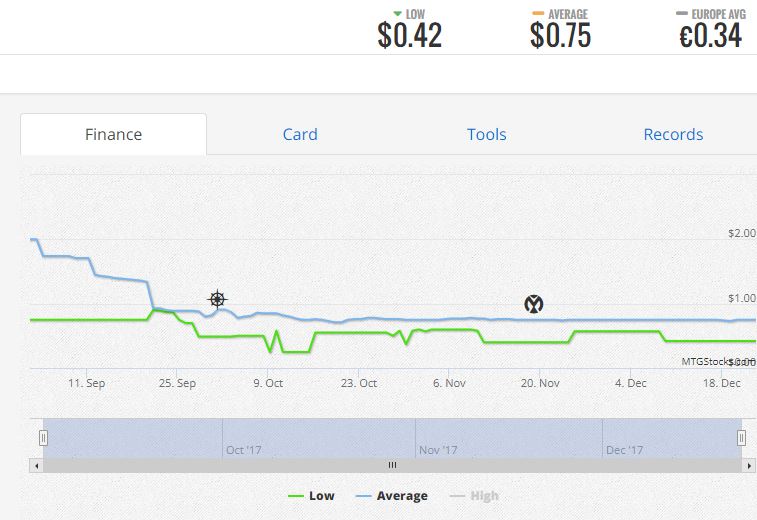 LOW AVERAGE EUROPE AVG
$0.42 $0.75 €0.34
Finance Card Tools Records
$2.00
$1.00
MTGStocks.com
$0.00
11. Sep 25. Sep 9. Oct 23. Oct 6. Nov 20. Nov 4. Dec 18. Dec
Oct '17 Nov '17 Dec '17
Low Average High